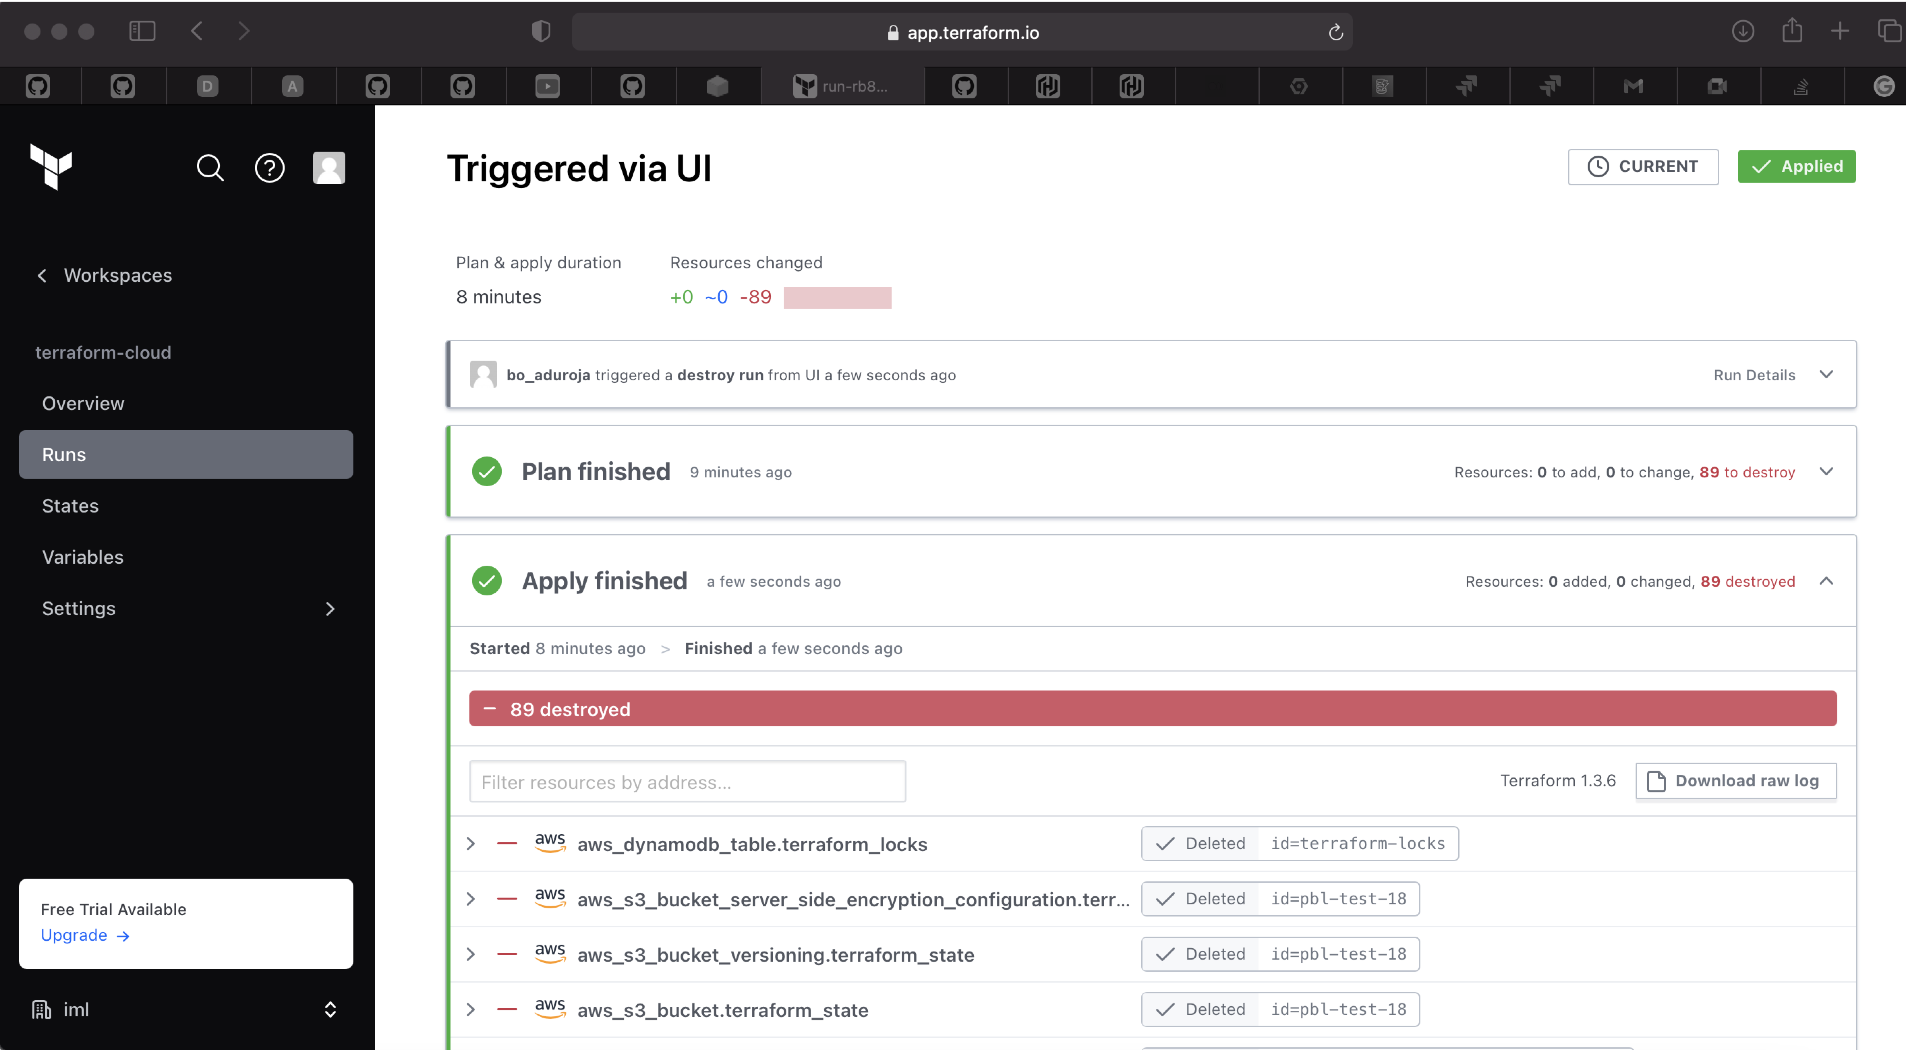 app.terraform.io
D
A
run-rb8...
Triggered via UI
CURRENT
Applied
Workspaces
Plan & apply duration
Resources changed
8 minutes
+0 ~0 -89
terraform-cloud
bo_aduroja triggered a destroy run from UI a few seconds ago
Run Details
Overview
Runs
Plan finished 9 minutes ago
Resources: 0 to add, 0 to change, 89 to destroy
States
Variables
Settings
Apply finished a few seconds ago
Resources: 0 added, 0 changed, 89 destroyed
Started 8 minutes ago > Finished a few seconds ago
89 destroyed
Filter resources by address...
Terraform 1.3.6
Download raw log
aws aws_dynamodb_table.terraform_locks Deleted id=terraform-locks
aws aws_s3_bucket_server_side_encryption_configuration.terr... Deleted id=pbl-test-18
aws aws_s3_bucket_versioning.terraform_state Deleted id=pbl-test-18
aws aws_s3_bucket.terraform_state Deleted id=pbl-test-18
Free Trial Available
Upgrade →
iml